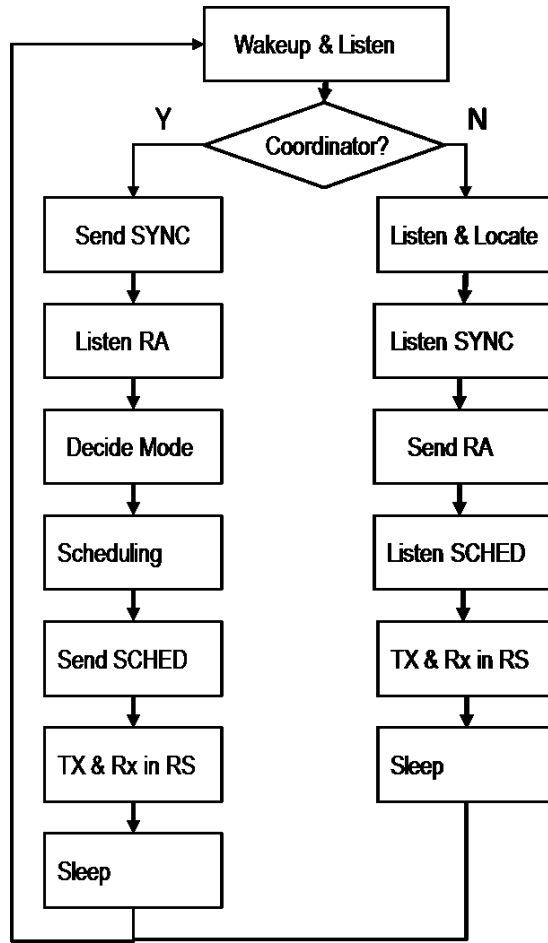 Wakeup & Listen
Y
N
Coordinator?
Send SYNC
Listen RA
Decide Mode
Scheduling
Send SCHED
TX & Rx in RS
Sleep
Listen & Locate
Listen SYNC
Send RA
Listen SCHED
TX & Rx in RS
Sleep